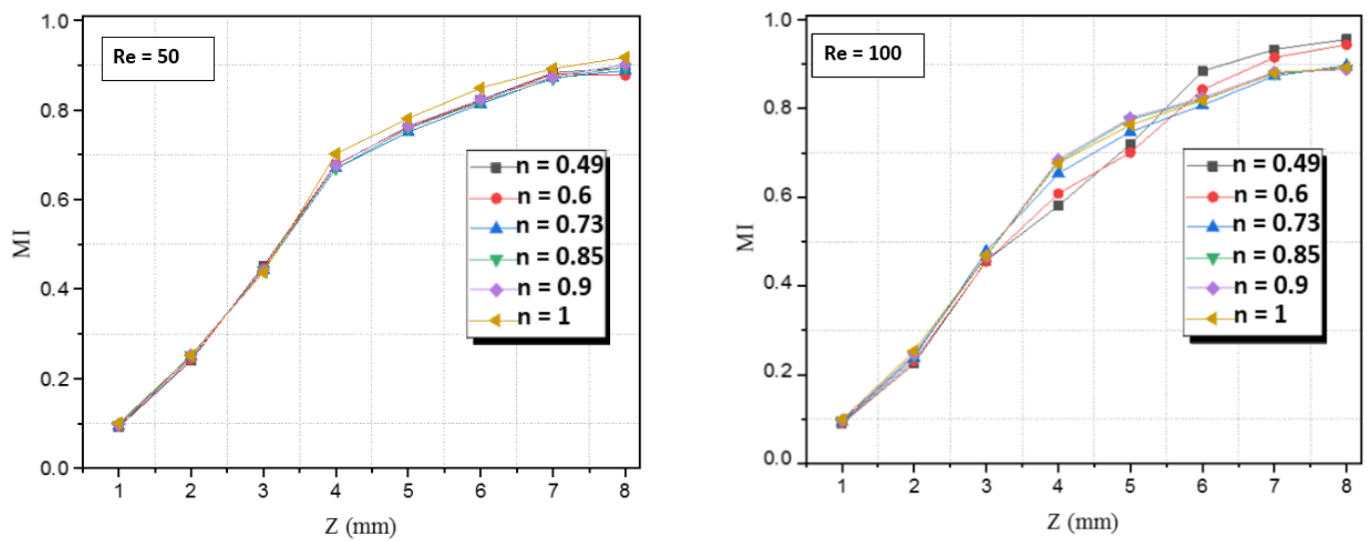 Re = 50
MI
1.0
0.8
0.6
0.4
0.2
0.0
n = 0.49
n = 0.6
n = 0.73
n = 0.85
n = 0.9
n = 1
1 2 3 4 5 6 7 8
Z (mm)
Re = 100
MI
1.0
0.8
0.6
0.4
0.2
0.0
n = 0.49
n = 0.6
n = 0.73
n = 0.85
n = 0.9
n = 1
1 2 3 4 5 6 7 8
Z (mm)